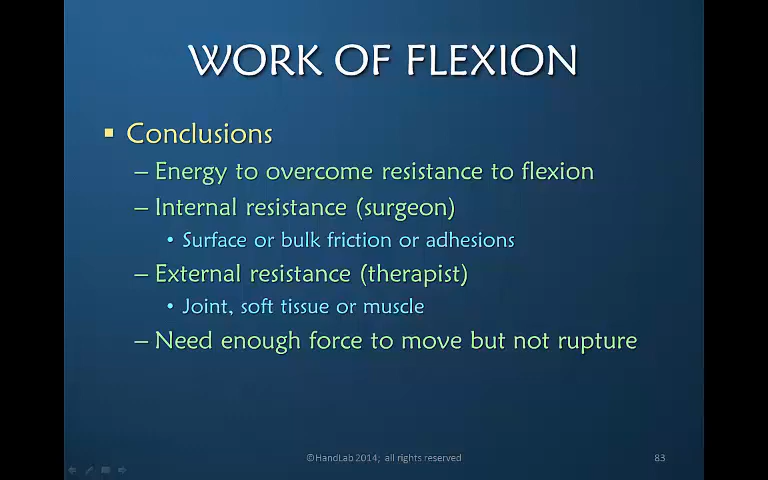 WORK OF FLEXION
▪ Conclusions
– Energy to overcome resistance to flexion
– Internal resistance (surgeon)
• Surface or bulk friction or adhesions
– External resistance (therapist)
• Joint, soft tissue or muscle
– Need enough force to move but not rupture
©HandLab 2014; all rights reserved
83